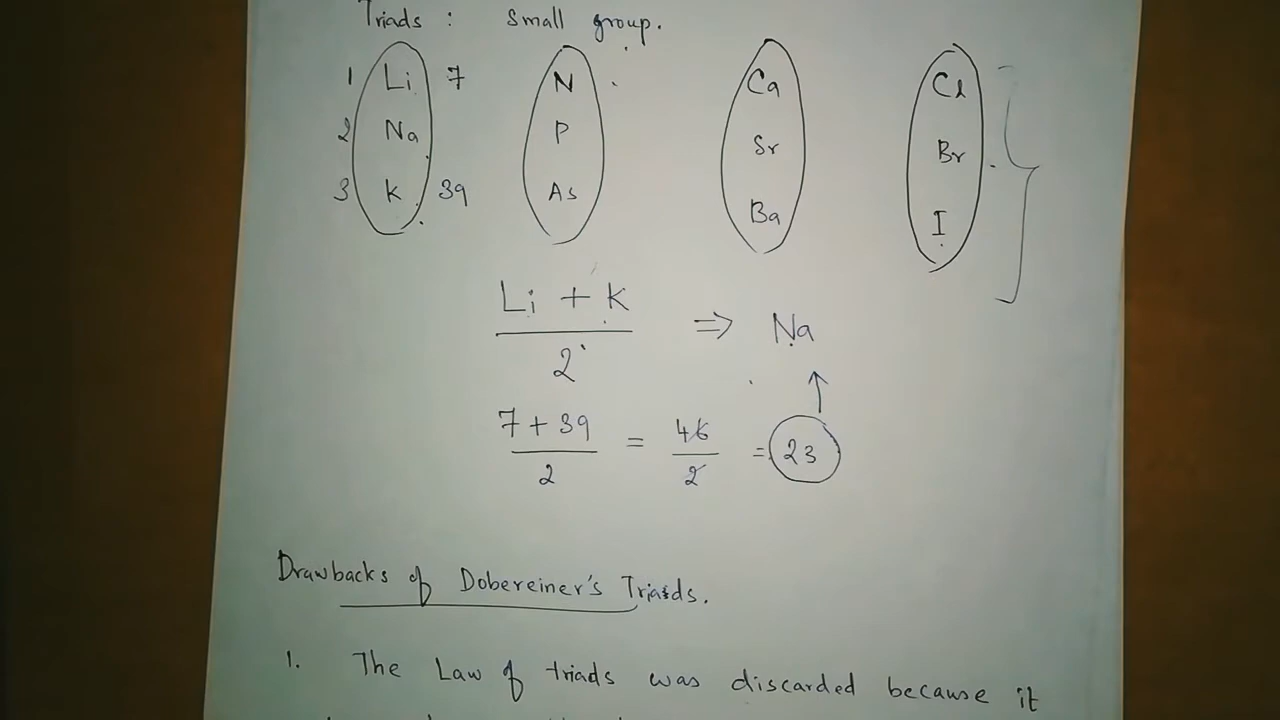 Triads : Small group.
1 Li 7 N Ca Cl
2 Na P Sr Br
3 K 39 As Ba I
Li + K
2
=> Na
7 + 39
2
=
46
2
= 23
Drawbacks of Dobereiner's Triads.
1. The Law of triads was discarded because it